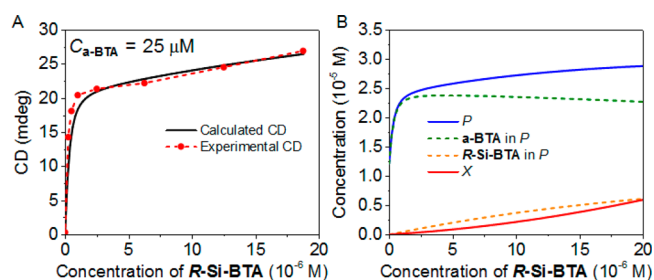 A
C a-BTA = 25 µM
CD (mdeg)
30
25
20
15
10
5
0
Calculated CD
Experimental CD
0 5 10 15 20
Concentration of R-Si-BTA (10⁻⁶ M)
B
Concentration (10⁻⁵ M)
3.5
3.0
2.5
2.0
1.5
1.0
0.5
0.0
P
a-BTA in P
R-Si-BTA in P
X
0 5 10 15 20
Concentration of R-Si-BTA (10⁻⁶ M)